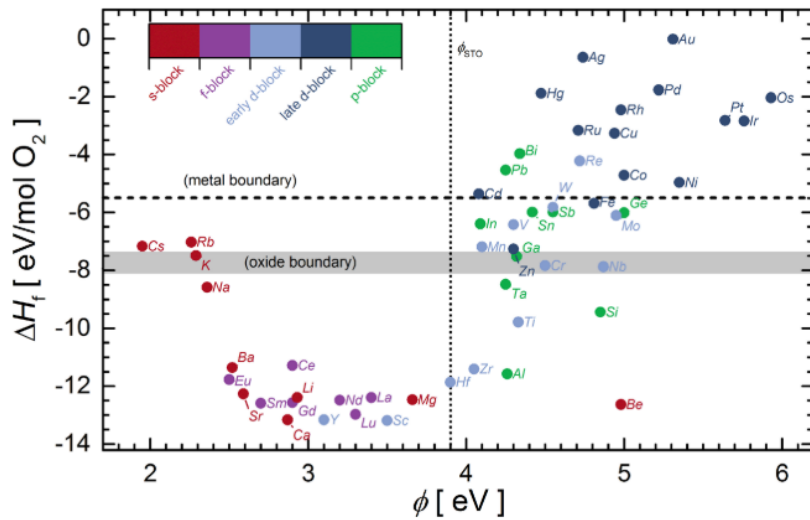 0
-2
-4
-6
-8
-10
-12
-14
ΔH_f [ eV/mol O_2 ]
2
3
4
5
6
ϕ [ eV ]
s-block
f-block
early d-block
late d-block
p-block
ϕ_STO
(metal boundary)
(oxide boundary)
Au
Ag
Hg
Pd
Os
Rh
Pt
Ir
Ru
Cu
Bi
Re
Pb
Co
Ni
Cd
W
Fe
Ge
In
V
Sn
Sb
Mo
Mn
Ga
Zn
Cr
Nb
Ta
Si
Ti
Al
Zr
Hf
Be
Cs
Rb
K
Na
Ba
Ce
Eu
Li
Sr
Sm
Gd
Nd
La
Mg
Ca
Y
Lu
Sc